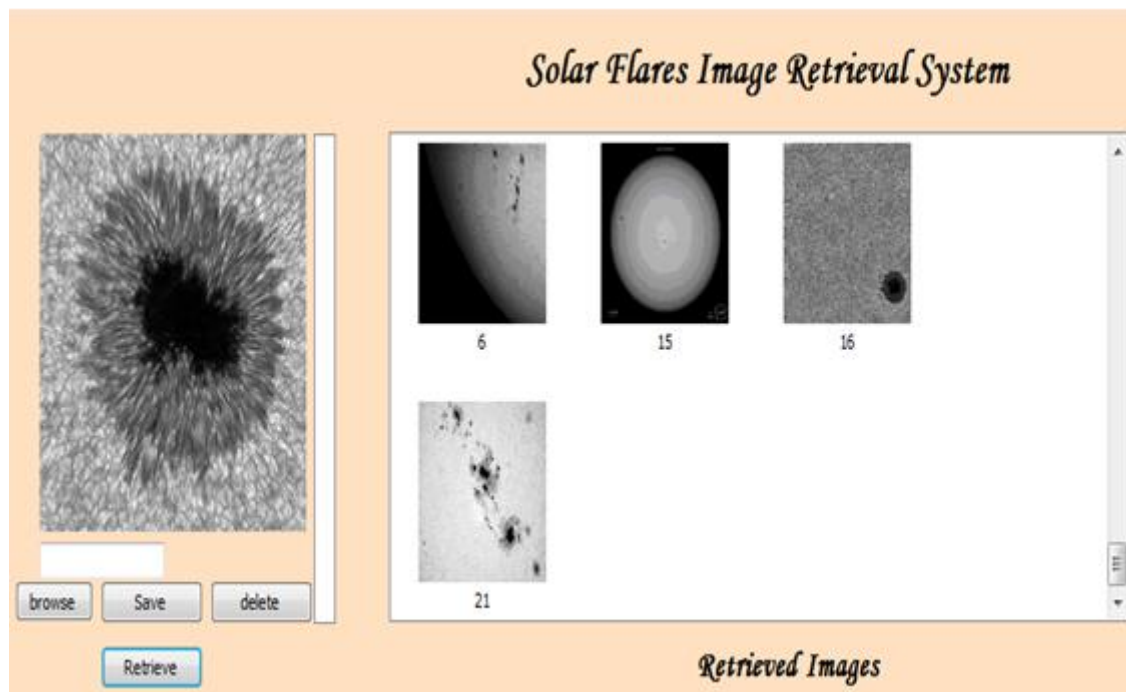 Solar Flares Image Retrieval System
6 15 16
21
browse Save delete
Retrieve
Retrieved Images